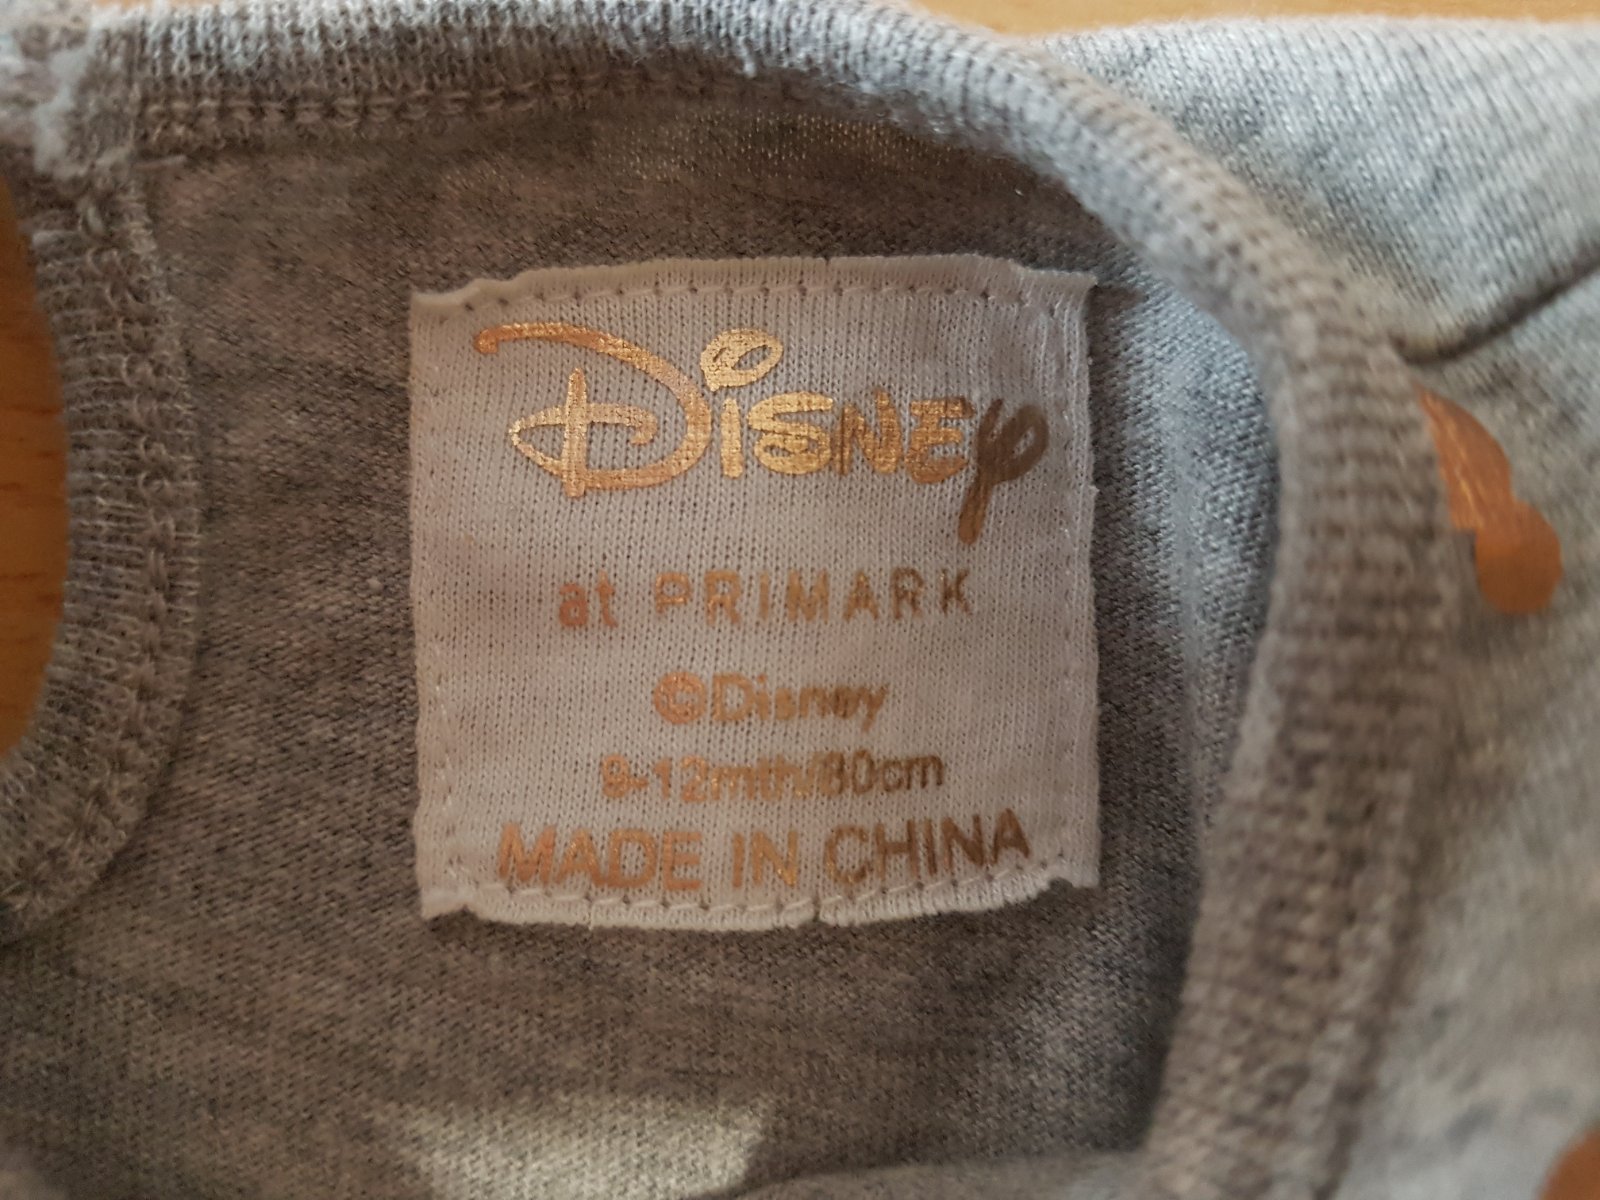 Disney
at PRIMARK
©Disney
9-12mth/80cm
MADE IN CHINA